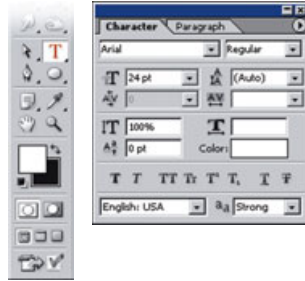 Character Paragraph
Arial Regular
24 pt (Auto)
0
100%
0 pt Color:
T T TT Tr T¹ T, T T
English: USA aa Strong